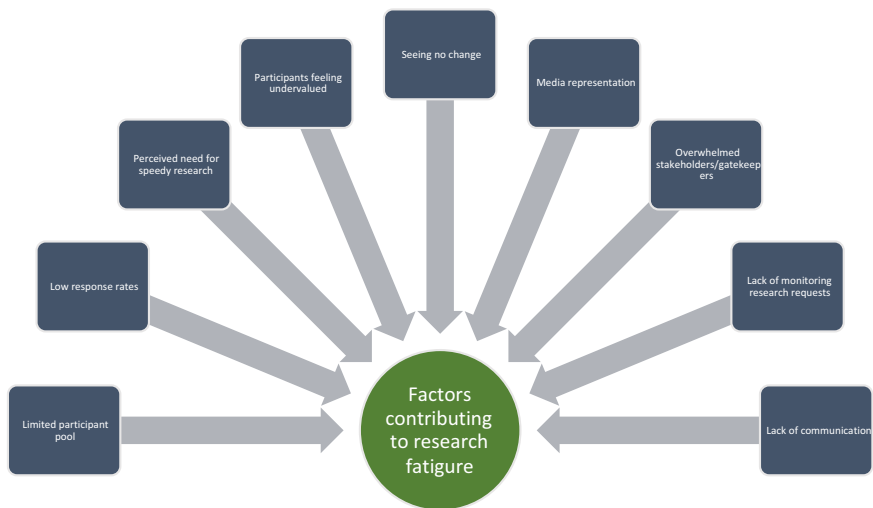 Seeing no change
Participants feeling
undervalued
Media representation
Perceived need for
speedy research
Overwhelmed
stakeholders/gatekeep
ers
Low response rates
Lack of monitoring
research requests
Limited participant
pool
Factors
contributing
to research
fatigure
Lack of communication